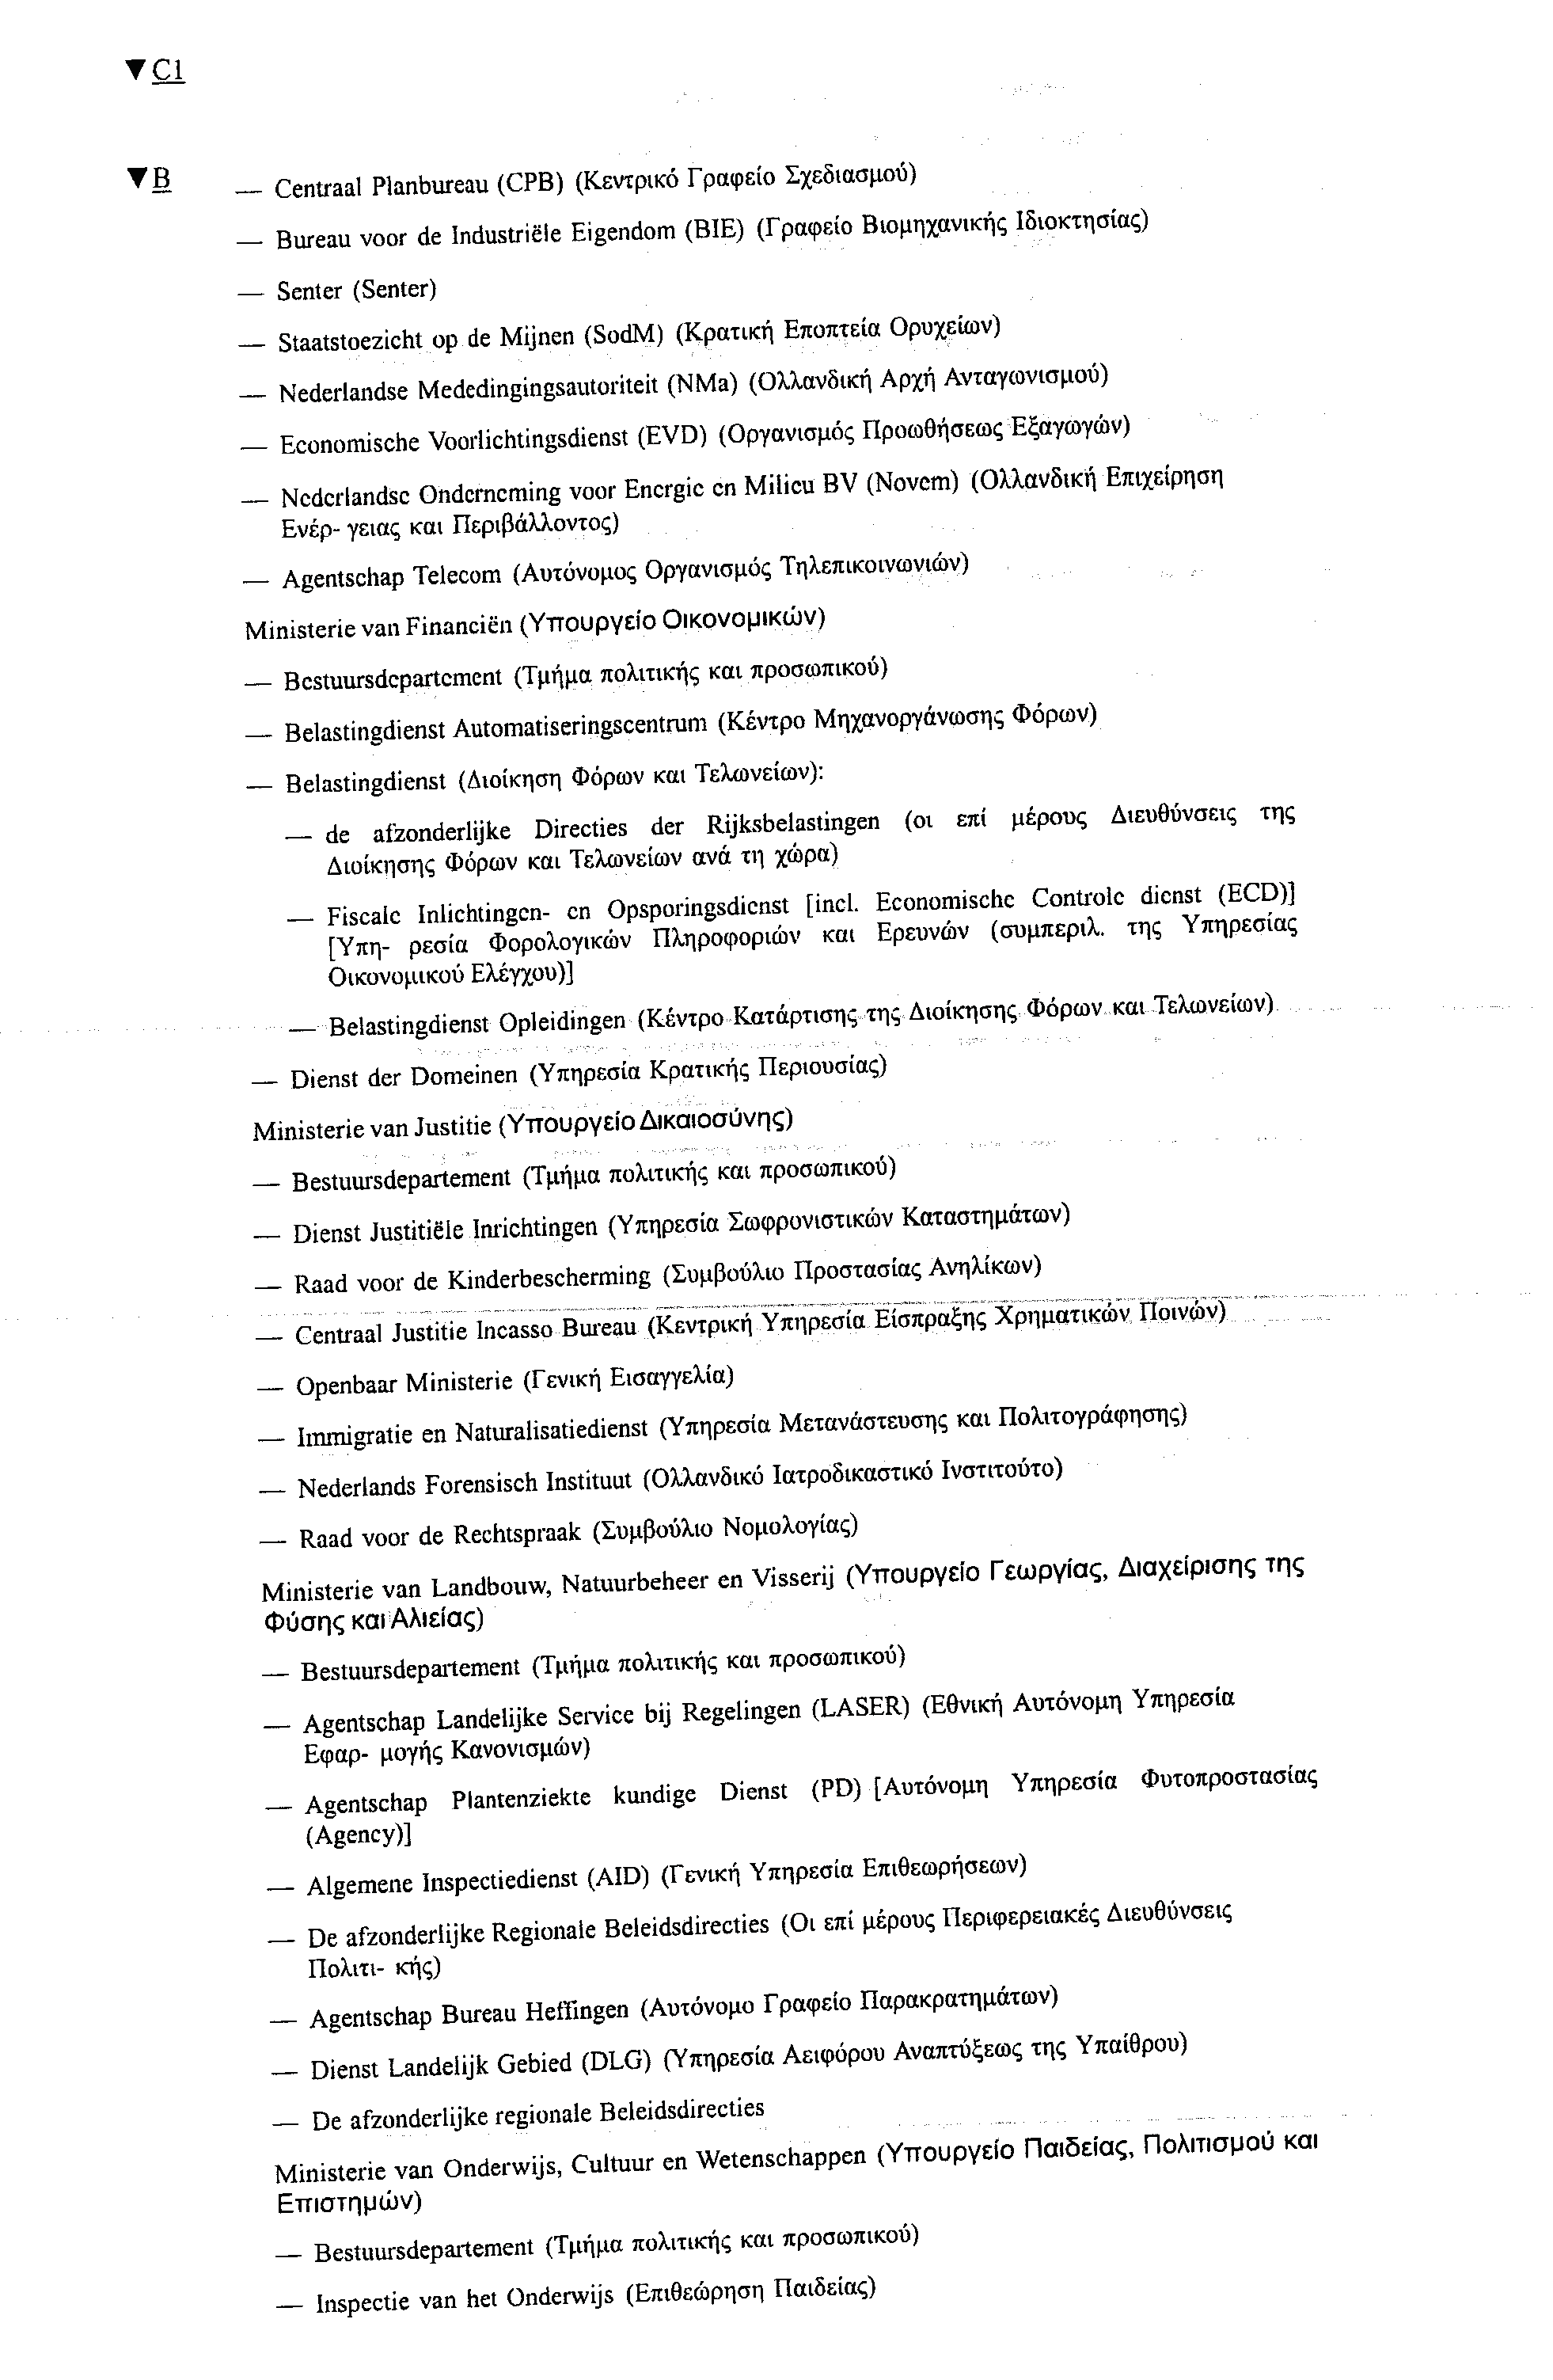 ▼C1
▼B
— Centraal Planbureau (CPB) (Κεντρικό Γραφείο Σχεδιασμού)
— Bureau voor de Industriële Eigendom (BIE) (Γραφείο Βιομηχανικής Ιδιοκτησίας)
— Senter (Senter)
— Staatstoezicht op de Mijnen (SodM) (Κρατική Εποπτεία Ορυχείων)
— Nederlandse Mededingingsautoriteit (NMa) (Ολλανδική Αρχή Ανταγωνισμού)
— Economische Voorlichtingsdienst (EVD) (Οργανισμός Προωθήσεως Εξαγωγών)
— Nederlandse Onderneming voor Energie en Milieu BV (Novem) (Ολλανδική Επιχείρηση
Ενέρ- γειας και Περιβάλλοντος)
— Agentschap Telecom (Αυτόνομος Οργανισμός Τηλεπικοινωνιών)
Ministerie van Financiën (Υπουργείο Οικονομικών)
— Bestuursdepartement (Τμήμα πολιτικής και προσωπικού)
— Belastingdienst Automatiseringscentrum (Κέντρο Μηχανοργάνωσης Φόρων)
— Belastingdienst (Διοίκηση Φόρων και Τελωνείων):
— de afzonderlijke Directies der Rijksbelastingen (οι επί μέρους Διευθύνσεις της
Διοίκησης Φόρων και Τελωνείων ανά τη χώρα)
— Fiscale Inlichtingen- en Opsporingsdienst [incl. Economische Controle dienst (ECD)]
[Υπη- ρεσία Φορολογικών Πληροφοριών και Ερευνών (συμπεριλ. της Υπηρεσίας
Οικονομικού Ελέγχου)]
— Belastingdienst Opleidingen (Κέντρο Κατάρτισης της Διοίκησης Φόρων και Τελωνείων)
— Dienst der Domeinen (Υπηρεσία Κρατικής Περιουσίας)
Ministerie van Justitie (Υπουργείο Δικαιοσύνης)
— Bestuursdepartement (Τμήμα πολιτικής και προσωπικού)
— Dienst Justitiële Inrichtingen (Υπηρεσία Σωφρονιστικών Καταστημάτων)
— Raad voor de Kinderbescherming (Συμβούλιο Προστασίας Ανηλίκων)
— Centraal Justitie Incasso Bureau (Κεντρική Υπηρεσία Είσπραξης Χρηματικών Ποινών)
— Openbaar Ministerie (Γενική Εισαγγελία)
— Immigratie en Naturalisatiedienst (Υπηρεσία Μετανάστευσης και Πολιτογράφησης)
— Nederlands Forensisch Instituut (Ολλανδικό Ιατροδικαστικό Ινστιτούτο)
— Raad voor de Rechtspraak (Συμβούλιο Νομολογίας)
Ministerie van Landbouw, Natuurbeheer en Visserij (Υπουργείο Γεωργίας, Διαχείρισης της
Φύσης και Αλιείας)
— Bestuursdepartement (Τμήμα πολιτικής και προσωπικού)
— Agentschap Landelijke Service bij Regelingen (LASER) (Εθνική Αυτόνομη Υπηρεσία
Εφαρ- μογής Κανονισμών)
— Agentschap Plantenziekte kundige Dienst (PD) [Αυτόνομη Υπηρεσία Φυτοπροστασίας
(Agency)]
— Algemene Inspectiedienst (AID) (Γενική Υπηρεσία Επιθεωρήσεων)
— De afzonderlijke Regionale Beleidsdirecties (Οι επί μέρους Περιφερειακές Διευθύνσεις
Πολιτι- κής)
— Agentschap Bureau Heffingen (Αυτόνομο Γραφείο Παρακρατημάτων)
— Dienst Landelijk Gebied (DLG) (Υπηρεσία Αειφόρου Αναπτύξεως της Υπαίθρου)
— De afzonderlijke regionale Beleidsdirecties
Ministerie van Onderwijs, Cultuur en Wetenschappen (Υπουργείο Παιδείας, Πολιτισμού και
Επιστημών)
— Bestuursdepartement (Τμήμα πολιτικής και προσωπικού)
— Inspectie van het Onderwijs (Επιθεώρηση Παιδείας)